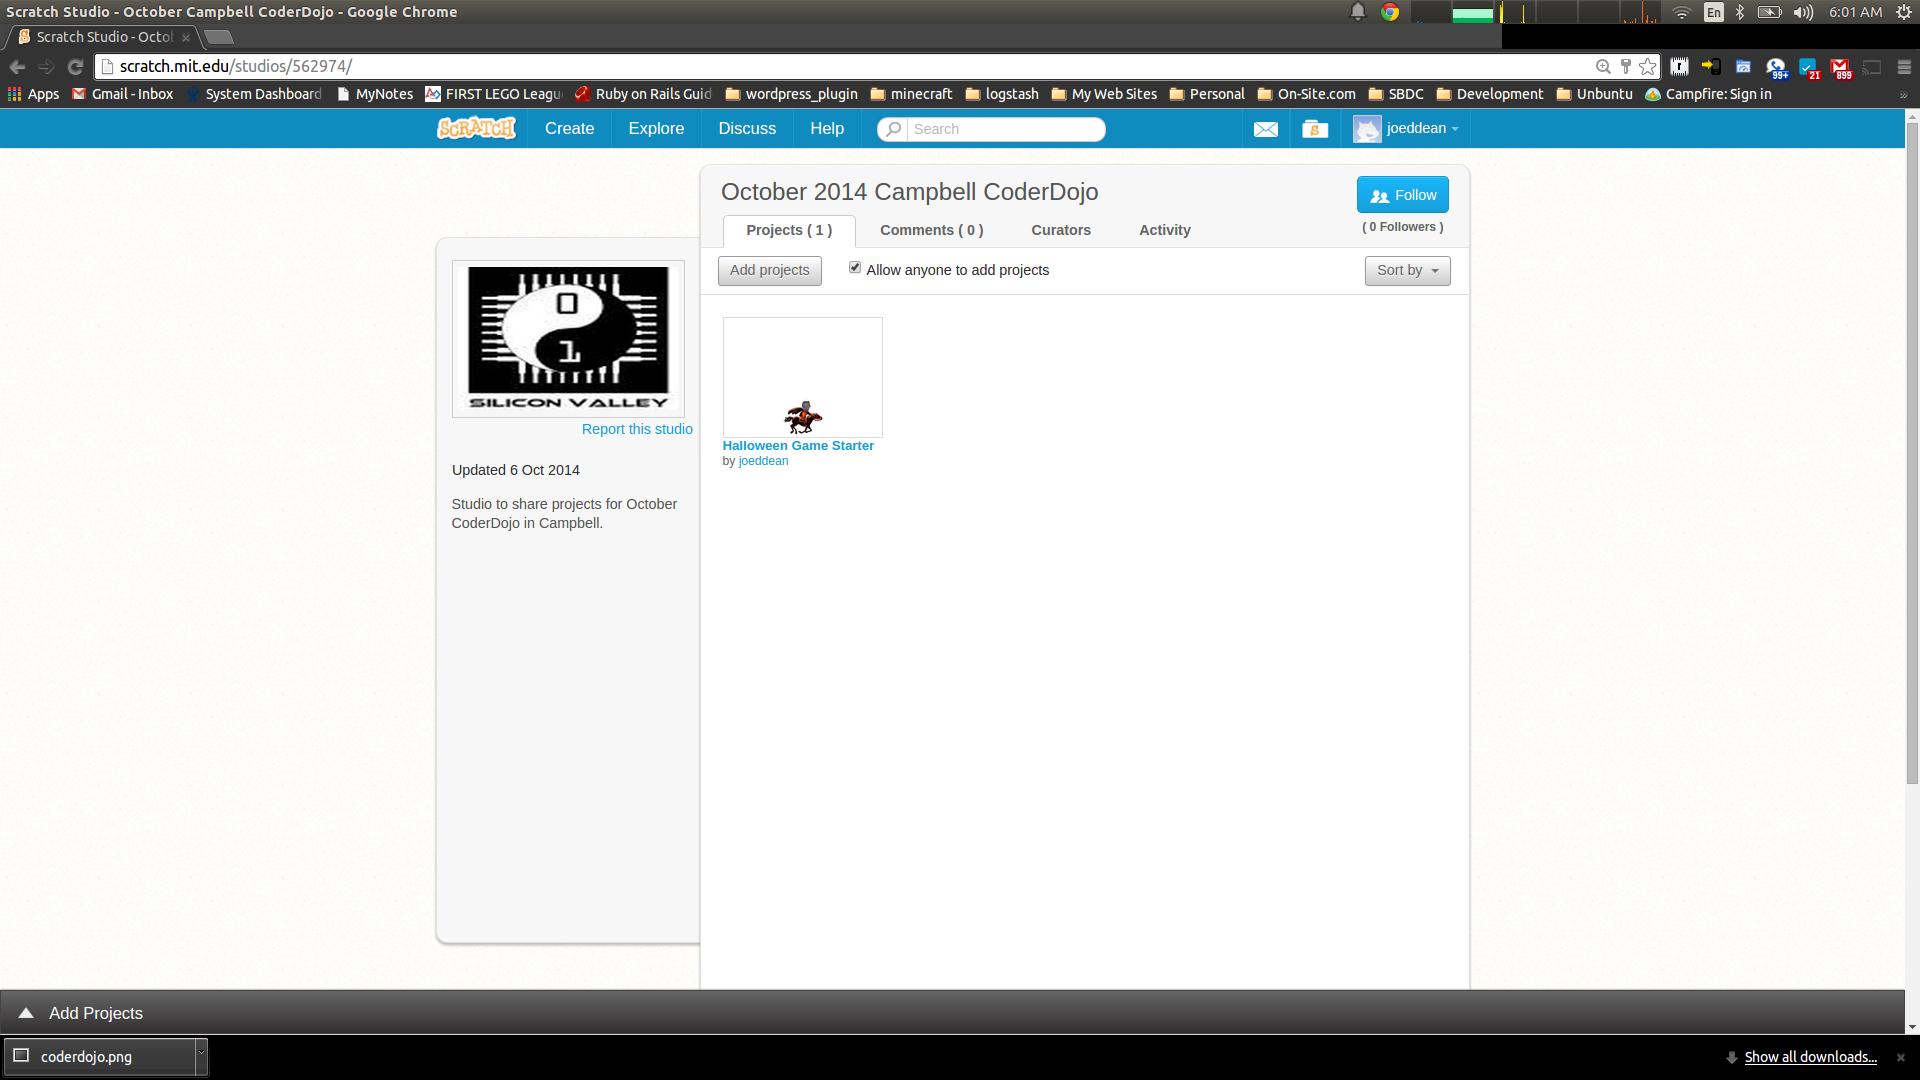 Scratch Studio - October Campbell CoderDojo - Google Chrome
En
6:01 AM
Scratch Studio - Octob
scratch.mit.edu/studios/562974/
99+
21
899
Apps
Gmail - Inbox
System Dashboard
MyNotes
FIRST LEGO Leagu
Ruby on Rails Guid
wordpress_plugin
minecraft
logstash
My Web Sites
Personal
On-Site.com
SBDC
Development
Unbuntu
Campfire: Sign in
»
SCRATCH
Create
Explore
Discuss
Help
Search
S
joeddean
October 2014 Campbell CoderDojo
Follow
( 0 Followers )
Projects ( 1 )
Comments ( 0 )
Curators
Activity
Add projects
Allow anyone to add projects
Sort by
0
1
SILICON VALLEY
Report this studio
Updated 6 Oct 2014
Studio to share projects for October
CoderDojo in Campbell.
Halloween Game Starter
by joeddean
Add Projects
coderdojo.png
Show all downloads...